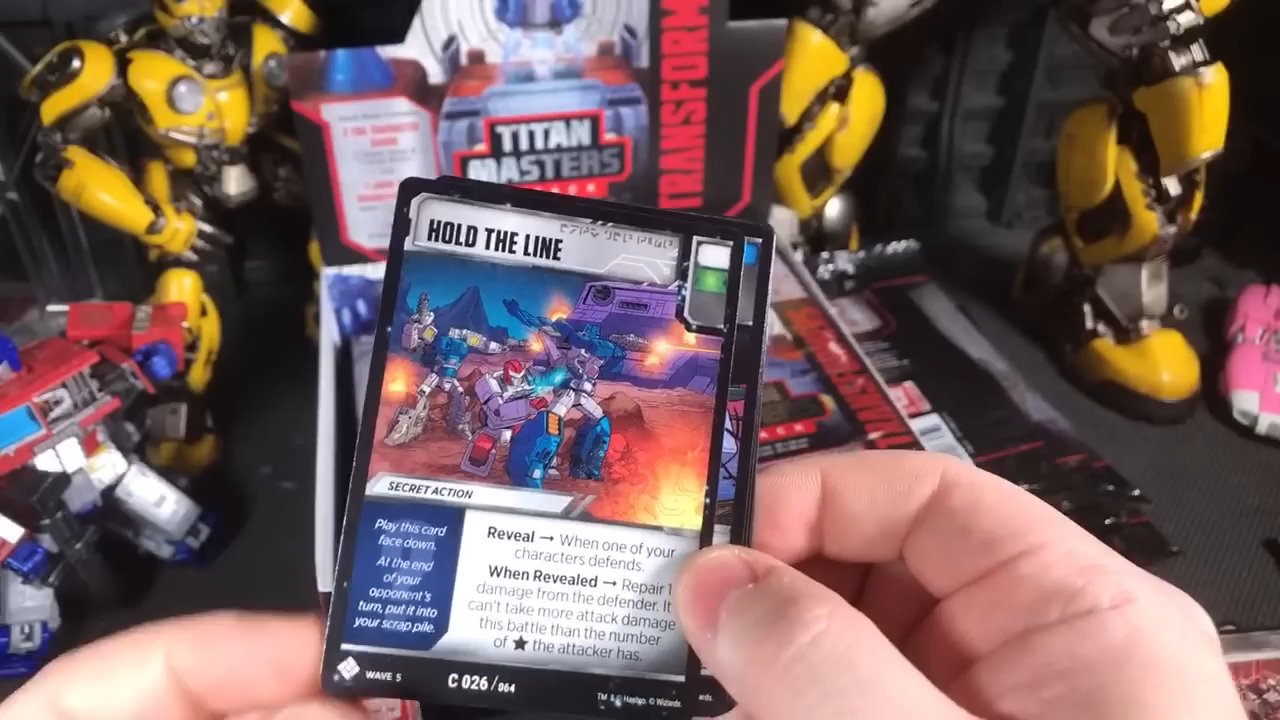 TITAN
MASTERS
TRANSFORM
HOLD THE LINE
SECRET ACTION
Play this card
face down.
At the end
of your
opponent's
turn, put it into
your scrap pile.
Reveal → When one of your
characters defends.
When Revealed → Repair 1
damage from the defender. It
can't take more attack damage
this battle than the number
of ★ the attacker has.
WAVE 5
C 026/064
TM & © Hasbro. © Wizards.
rds.